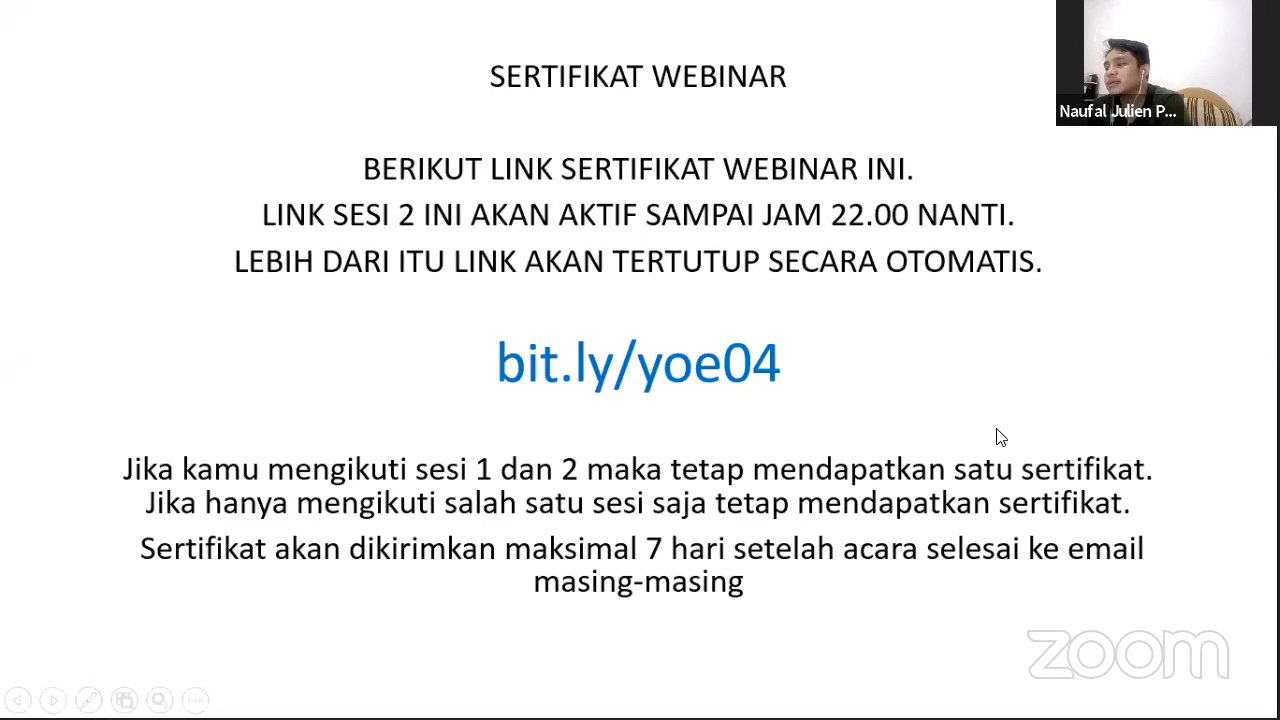 SERTIFIKAT WEBINAR
Naufal Julien P...
BERIKUT LINK SERTIFIKAT WEBINAR INI.
LINK SESI 2 INI AKAN AKTIF SAMPAI JAM 22.00 NANTI.
LEBIH DARI ITU LINK AKAN TERTUTUP SECARA OTOMATIS.
bit.ly/yoe04
Jika kamu mengikuti sesi 1 dan 2 maka tetap mendapatkan satu sertifikat.
Jika hanya mengikuti salah satu sesi saja tetap mendapatkan sertifikat.
Sertifikat akan dikirimkan maksimal 7 hari setelah acara selesai ke email
masing-masing
zoom